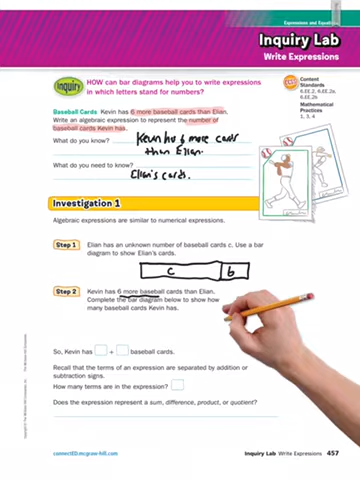 Expressions and Equations
Inquiry Lab
Write Expressions
Inquiry
HOW can bar diagrams help you to write expressions
in which letters stand for numbers?
Content
Standards
6.EE.2, 6.EE.2a,
6.EE.2b
Mathematical
Practices
1, 3, 4
Baseball Cards Kevin has 6 more baseball cards than Elian.
Write an algebraic expression to represent the number of
baseball cards Kevin has.
What do you know? Kevin has 6 more cards
than Elian.
What do you need to know?
Elian's cards.
Investigation 1
Algebraic expressions are similar to numerical expressions.
Step 1 Elian has an unknown number of baseball cards c. Use a bar
diagram to show Elian's cards.
c 6
Step 2 Kevin has 6 more baseball cards than Elian.
Complete the bar diagram below to show how
many baseball cards Kevin has.
So, Kevin has + baseball cards.
Recall that the terms of an expression are separated by addition or
subtraction signs.
How many terms are in the expression?
Does the expression represent a sum, difference, product, or quotient?
connectED.mcgraw-hill.com
Inquiry Lab Write Expressions 457